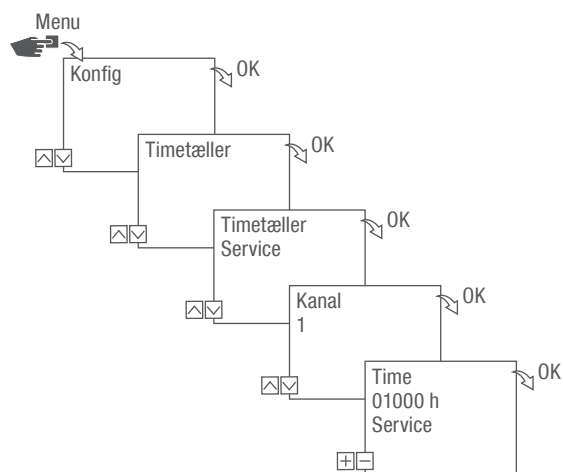 Menu
Konfig
OK
Timetæller
OK
Timetæller
Service
OK
Kanal
1
OK
Time
01000 h
Service
OK
+ −